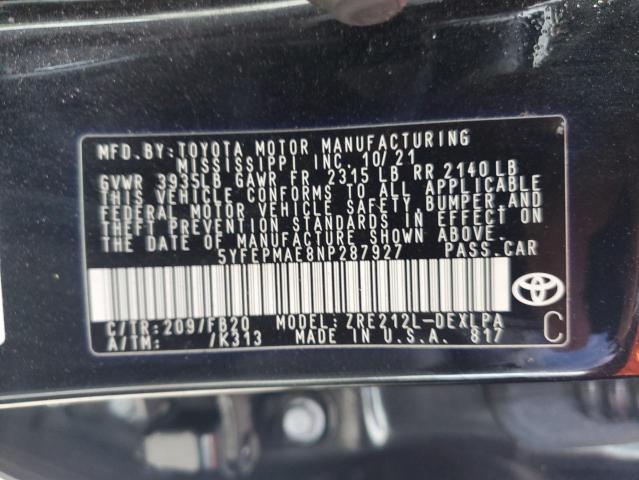 MFD.BY:TOYOTA MOTOR MANUFACTURING
MISSISSIPPI INC. 10/21
GVWR 3935LB GAWR FR 2315 LB RR 2140 LB
THIS VEHICLE CONFORMS TO ALL APPLICABLE
FEDERAL MOTOR VEHICLE SAFETY,BUMPER,AND
THEFT PREVENTION STANDARDS IN EFFECT ON
THE DATE OF MANUFACTURE SHOWN ABOVE.
5YFEPMAE8NP287927 PASS.CAR
C/TR:209/FB20 MODEL:ZRE212L-DEXLPA
A/TM: /K313 MADE IN U.S.A. 817
C